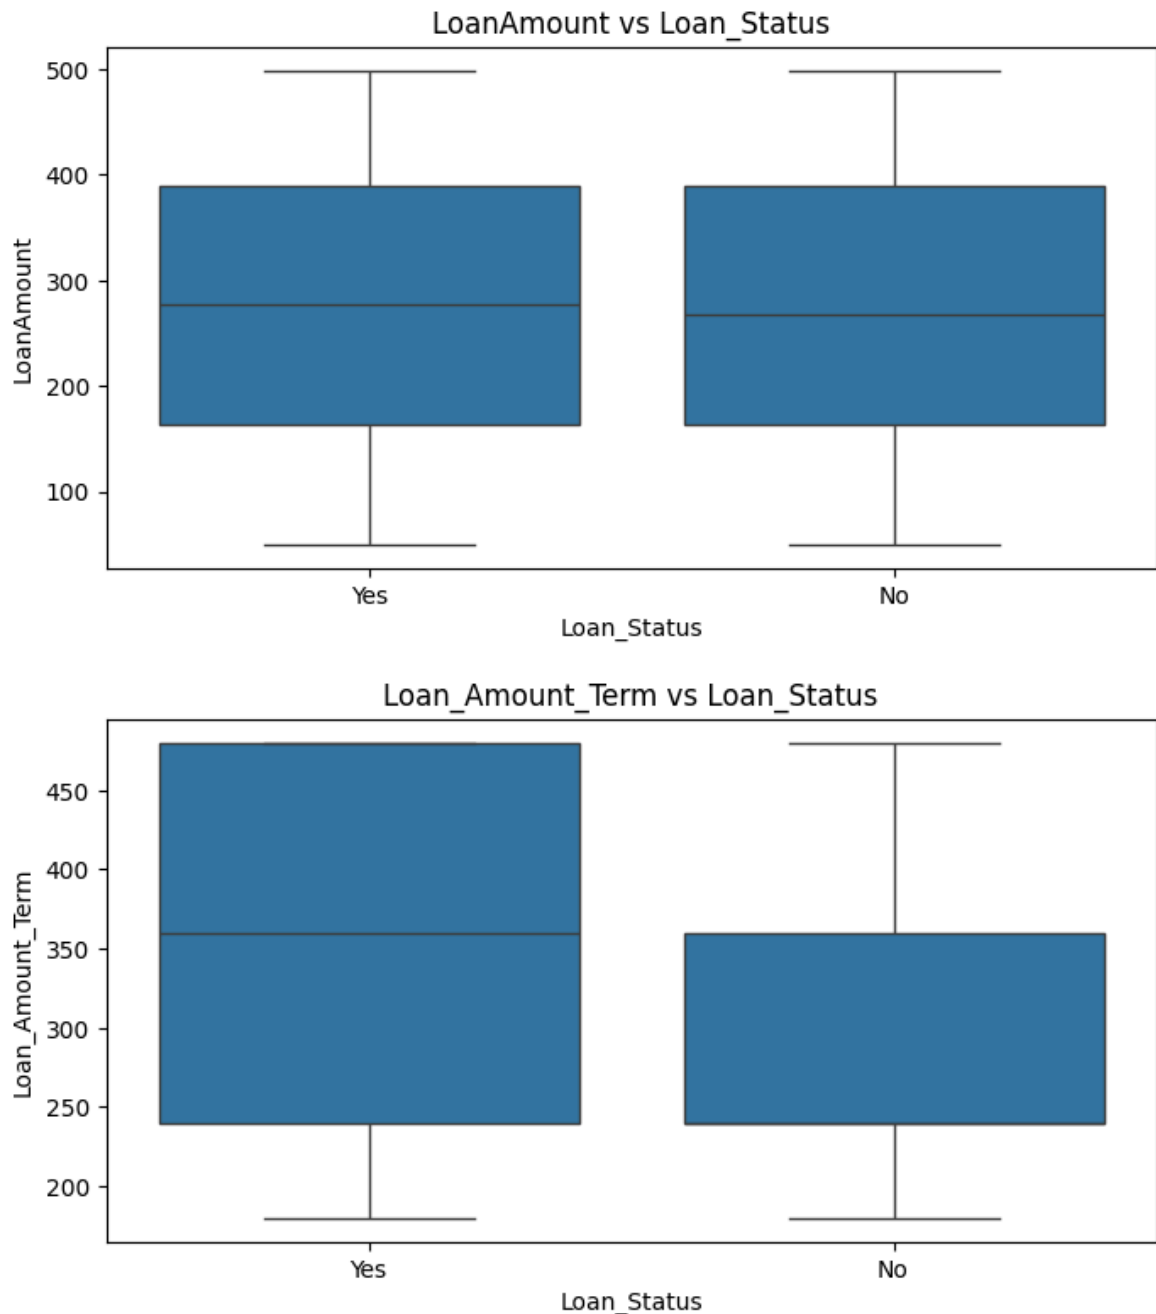 LoanAmount vs Loan_Status
500
400
300
200
100
LoanAmount
Yes No
Loan_Status
Loan_Amount_Term vs Loan_Status
450
400
350
300
250
200
Loan_Amount_Term
Yes No
Loan_Status